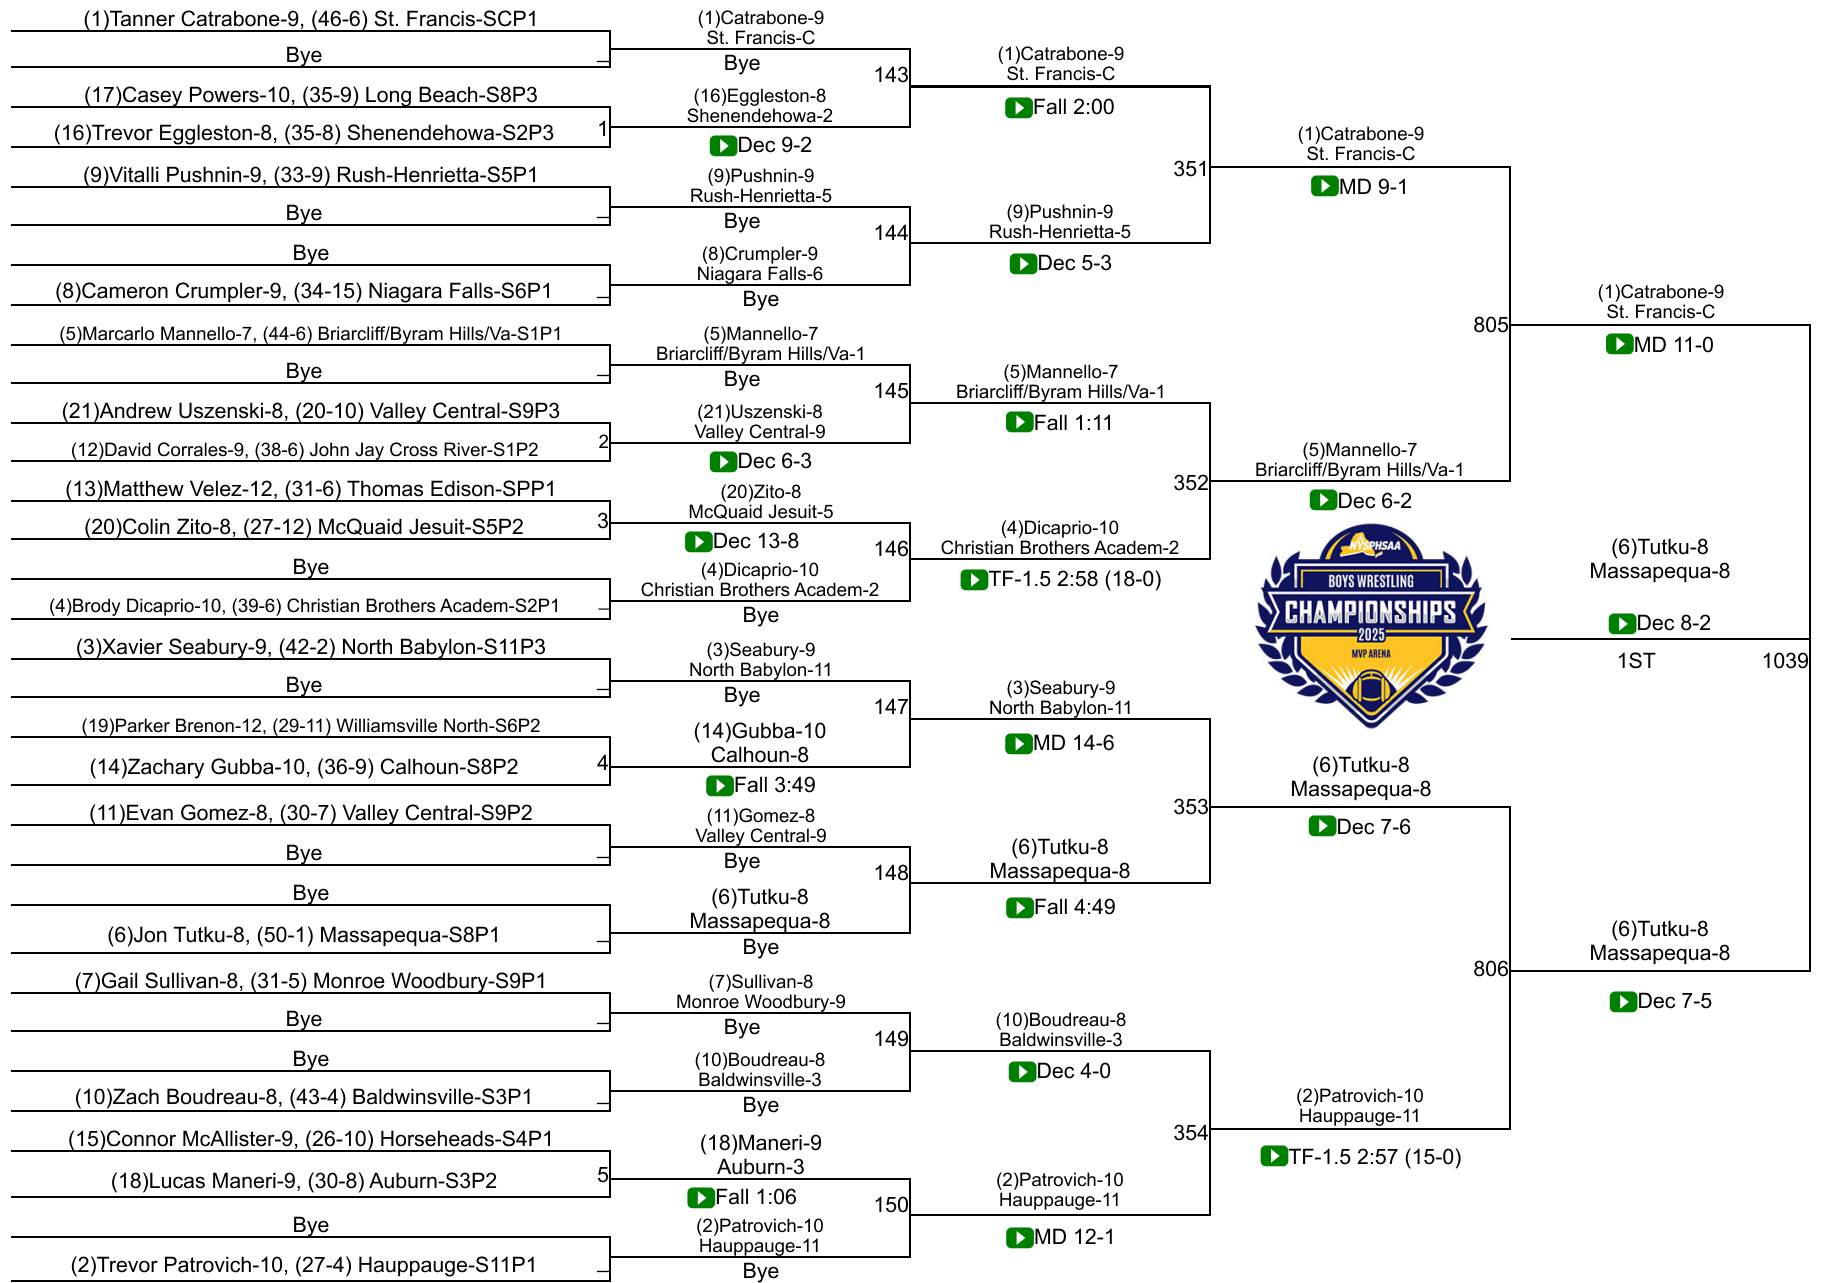 (1)Tanner Catrabone-9, (46-6) St. Francis-SCP1
Bye
(17)Casey Powers-10, (35-9) Long Beach-S8P3
(16)Trevor Eggleston-8, (35-8) Shenendehowa-S2P3
1
(9)Vitalli Pushnin-9, (33-9) Rush-Henrietta-S5P1
Bye
Bye
(8)Cameron Crumpler-9, (34-15) Niagara Falls-S6P1
(5)Marcarlo Mannello-7, (44-6) Briarcliff/Byram Hills/Va-S1P1
Bye
(21)Andrew Uszenski-8, (20-10) Valley Central-S9P3
(12)David Corrales-9, (38-6) John Jay Cross River-S1P2
2
(13)Matthew Velez-12, (31-6) Thomas Edison-SPP1
(20)Colin Zito-8, (27-12) McQuaid Jesuit-S5P2
3
Bye
(4)Brody Dicaprio-10, (39-6) Christian Brothers Academ-S2P1
(3)Xavier Seabury-9, (42-2) North Babylon-S11P3
Bye
(19)Parker Brenon-12, (29-11) Williamsville North-S6P2
(14)Zachary Gubba-10, (36-9) Calhoun-S8P2
4
(11)Evan Gomez-8, (30-7) Valley Central-S9P2
Bye
Bye
(6)Jon Tutku-8, (50-1) Massapequa-S8P1
(7)Gail Sullivan-8, (31-5) Monroe Woodbury-S9P1
Bye
Bye
(10)Zach Boudreau-8, (43-4) Baldwinsville-S3P1
(15)Connor McAllister-9, (26-10) Horseheads-S4P1
(18)Lucas Maneri-9, (30-8) Auburn-S3P2
5
Bye
(2)Trevor Patrovich-10, (27-4) Hauppauge-S11P1
(1)Catrabone-9
St. Francis-C
Bye
143
(16)Eggleston-8
Shenendehowa-2
Dec 9-2
(9)Pushnin-9
Rush-Henrietta-5
Bye
144
(8)Crumpler-9
Niagara Falls-6
Bye
(5)Mannello-7
Briarcliff/Byram Hills/Va-1
Bye
145
(21)Uszenski-8
Valley Central-9
Dec 6-3
(20)Zito-8
McQuaid Jesuit-5
Dec 13-8
146
(4)Dicaprio-10
Christian Brothers Academ-2
Bye
(3)Seabury-9
North Babylon-11
Bye
147
(14)Gubba-10
Calhoun-8
Fall 3:49
(11)Gomez-8
Valley Central-9
Bye
148
(6)Tutku-8
Massapequa-8
Bye
(7)Sullivan-8
Monroe Woodbury-9
Bye
149
(10)Boudreau-8
Baldwinsville-3
Bye
(18)Maneri-9
Auburn-3
Fall 1:06
150
(2)Patrovich-10
Hauppauge-11
Bye
(1)Catrabone-9
St. Francis-C
Fall 2:00
351
(9)Pushnin-9
Rush-Henrietta-5
Dec 5-3
(5)Mannello-7
Briarcliff/Byram Hills/Va-1
Fall 1:11
352
(4)Dicaprio-10
Christian Brothers Academ-2
TF-1.5 2:58 (18-0)
(3)Seabury-9
North Babylon-11
MD 14-6
353
(6)Tutku-8
Massapequa-8
Fall 4:49
(10)Boudreau-8
Baldwinsville-3
Dec 4-0
354
(2)Patrovich-10
Hauppauge-11
MD 12-1
(1)Catrabone-9
St. Francis-C
MD 9-1
805
(5)Mannello-7
Briarcliff/Byram Hills/Va-1
Dec 6-2
NYSPHSAA
BOYS WRESTLING
CHAMPIONSHIPS
2025
MVP ARENA
(6)Tutku-8
Massapequa-8
Dec 7-6
806
(2)Patrovich-10
Hauppauge-11
TF-1.5 2:57 (15-0)
(1)Catrabone-9
St. Francis-C
MD 11-0
(6)Tutku-8
Massapequa-8
Dec 8-2
1ST
1039
(6)Tutku-8
Massapequa-8
Dec 7-5